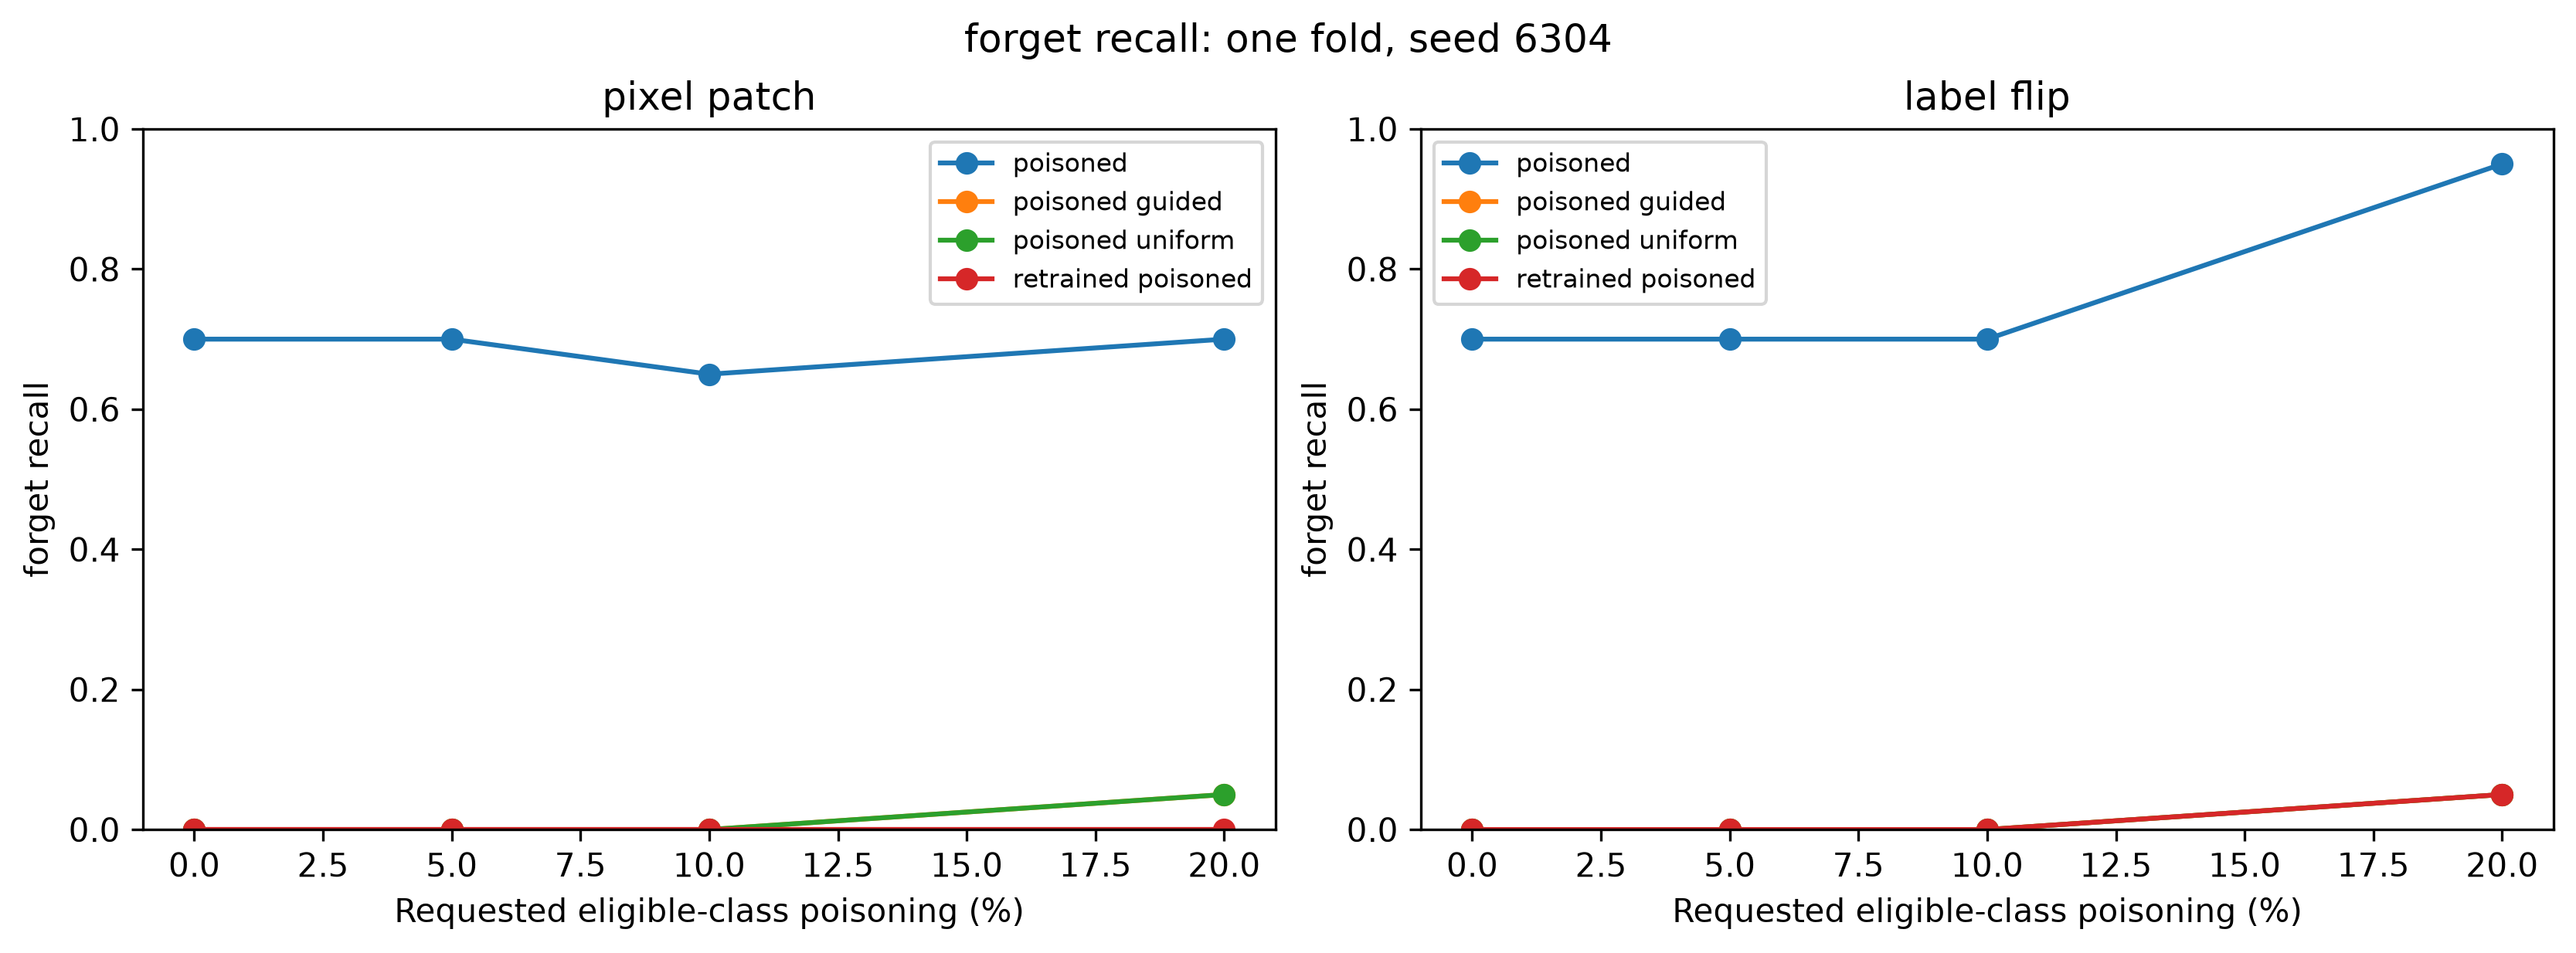 forget recall: one fold, seed 6304
pixel patch
1.0
0.8
0.6
0.4
0.2
0.0
forget recall
poisoned
poisoned guided
poisoned uniform
retrained poisoned
0.0 2.5 5.0 7.5 10.0 12.5 15.0 17.5 20.0
Requested eligible-class poisoning (%)
label flip
1.0
0.8
0.6
0.4
0.2
0.0
forget recall
poisoned
poisoned guided
poisoned uniform
retrained poisoned
0.0 2.5 5.0 7.5 10.0 12.5 15.0 17.5 20.0
Requested eligible-class poisoning (%)